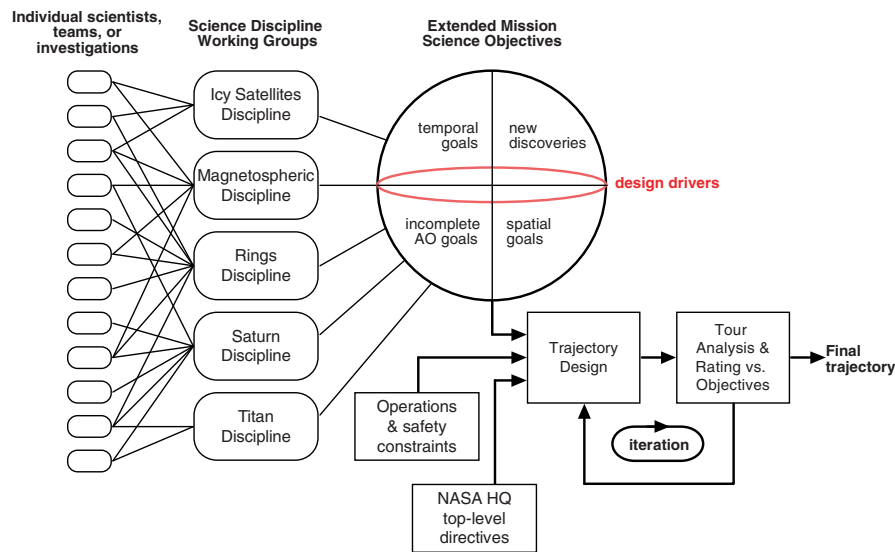 Individual scientists,
teams, or
investigations
Science Discipline
Working Groups
Extended Mission
Science Objectives
Icy Satellites
Discipline
Magnetospheric
Discipline
Rings
Discipline
Saturn
Discipline
Titan
Discipline
temporal
goals
new
discoveries
design drivers
incomplete
AO goals
spatial
goals
Trajectory
Design
Tour
Analysis &
Rating vs.
Objectives
Final
trajectory
Operations
& safety
constraints
iteration
NASA HQ
top-level
directives